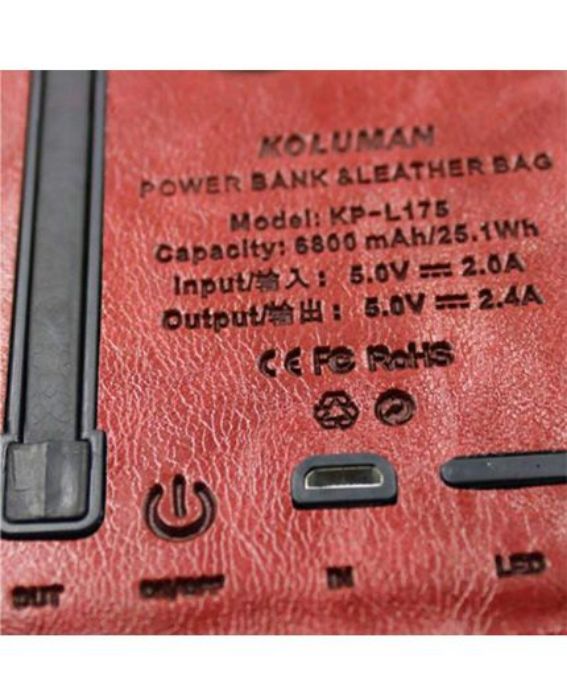 KOLUMAN
POWER BANK &LEATHER BAG
Model: KP-L175
Capacity: 6800 mAh/25.1Wh
Input/输入: 5.0V ⎓ 2.0A
Output/输出: 5.0V ⎓ 2.4A
CE FC RoHS
OUT ON/OFF IN LED